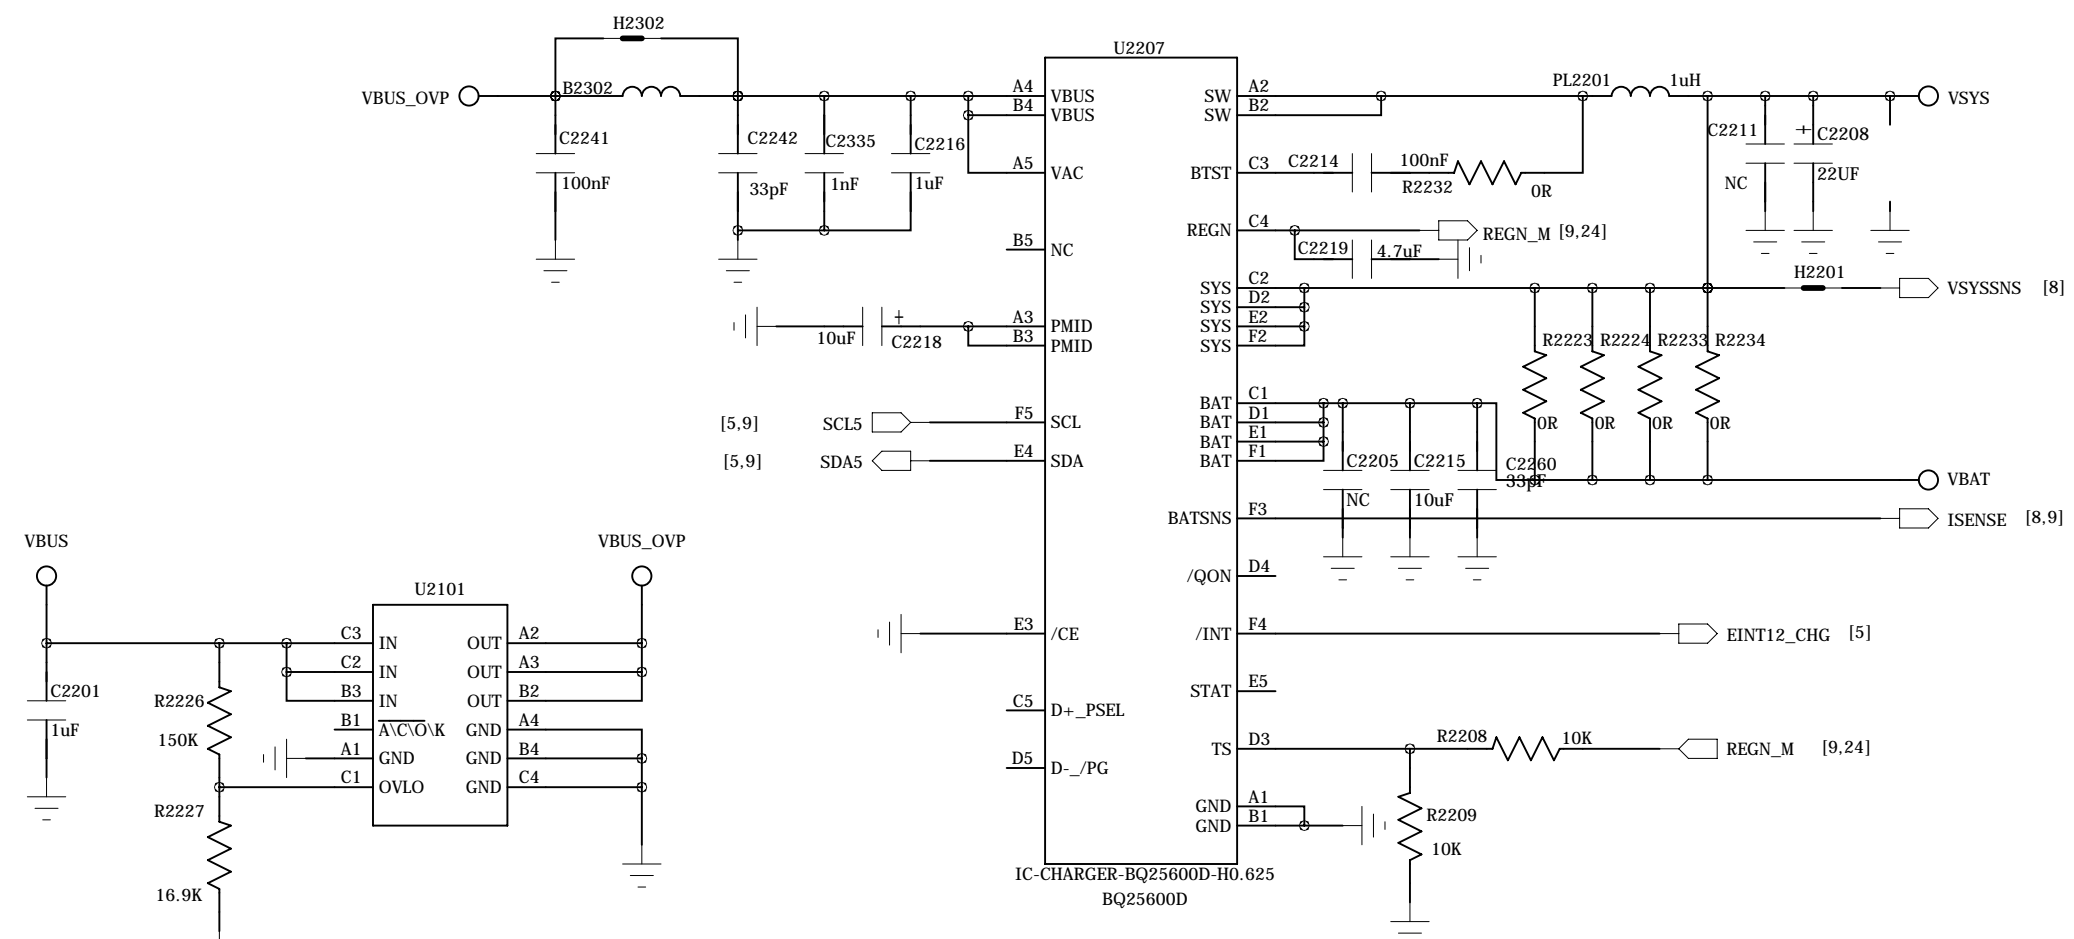 H2302
U2207
VBUS_OVP
B2302
A4
VBUS
B4
VBUS
A5
VAC
C2241
100nF
C2242
33pF
C2335
1nF
C2216
1uF
B5
NC
A3
PMID
B3
PMID
10uF
+
C2218
[5,9]
SCL5
F5
SCL
[5,9]
SDA5
E4
SDA
E3
/CE
C5
D+_PSEL
D5
D-_/PG
SW
A2
SW
B2
PL2201
1uH
VSYS
C2211
NC
+
C2208
22UF
BTST
C3
C2214
100nF
R2232
0R
REGN
C4
REGN_M
[9,24]
C2219
4.7uF
SYS
C2
SYS
D2
SYS
E2
SYS
F2
H2201
VSYSSNS
[8]
R2223
R2224
R2233
R2234
0R
0R
0R
0R
BAT
C1
BAT
D1
BAT
E1
BAT
F1
C2205
NC
C2215
10uF
C2260
33pF
VBAT
BATSNS
F3
ISENSE
[8,9]
/QON
D4
/INT
F4
EINT12_CHG
[5]
STAT
E5
TS
D3
R2208
10K
REGN_M
[9,24]
R2209
10K
GND
A1
GND
B1
IC-CHARGER-BQ25600D-H0.625
BQ25600D
VBUS
VBUS_OVP
U2101
C3
IN
OUT
A2
C2
IN
OUT
A3
B3
IN
OUT
B2
B1
A\C\O\K
GND
A4
A1
GND
GND
B4
C1
OVLO
GND
C4
C2201
1uF
R2226
150K
R2227
16.9K